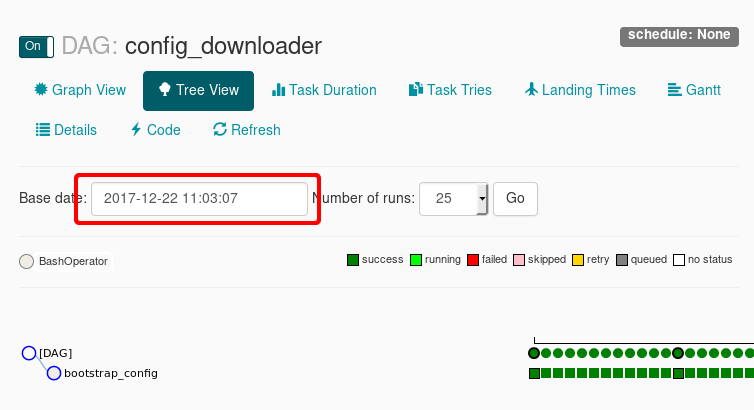 On DAG: config_downloader schedule: None
Graph View Tree View Task Duration Task Tries Landing Times Gantt
Details Code Refresh
Base date: 2017-12-22 11:03:07 Number of runs: 25 Go
BashOperator success running failed skipped retry queued no status
[DAG]
bootstrap_config